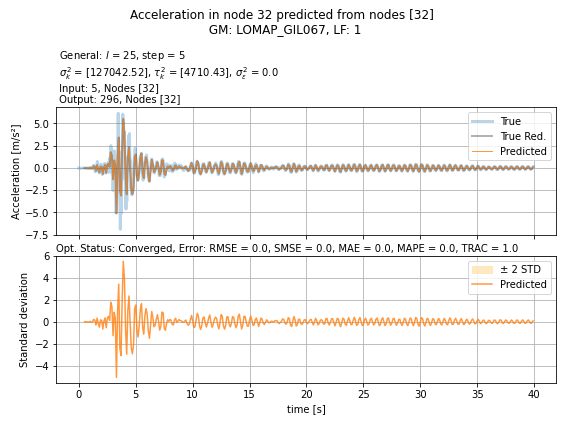 Acceleration in node 32 predicted from nodes [32]
GM: LOMAP_GIL067, LF: 1
General: l = 25, step = 5
σ²ₖ = [127042.52], τ²ₖ = [4710.43], σ²ε = 0.0
Input: 5, Nodes [32]
Output: 296, Nodes [32]
True
True Red.
Predicted
Acceleration [m/s²]
5.0
2.5
0.0
−2.5
−5.0
−7.5
Opt. Status: Converged, Error: RMSE = 0.0, SMSE = 0.0, MAE = 0.0, MAPE = 0.0, TRAC = 1.0
± 2 STD
Predicted
Standard deviation
6
4
2
0
−2
−4
0 5 10 15 20 25 30 35 40
time [s]